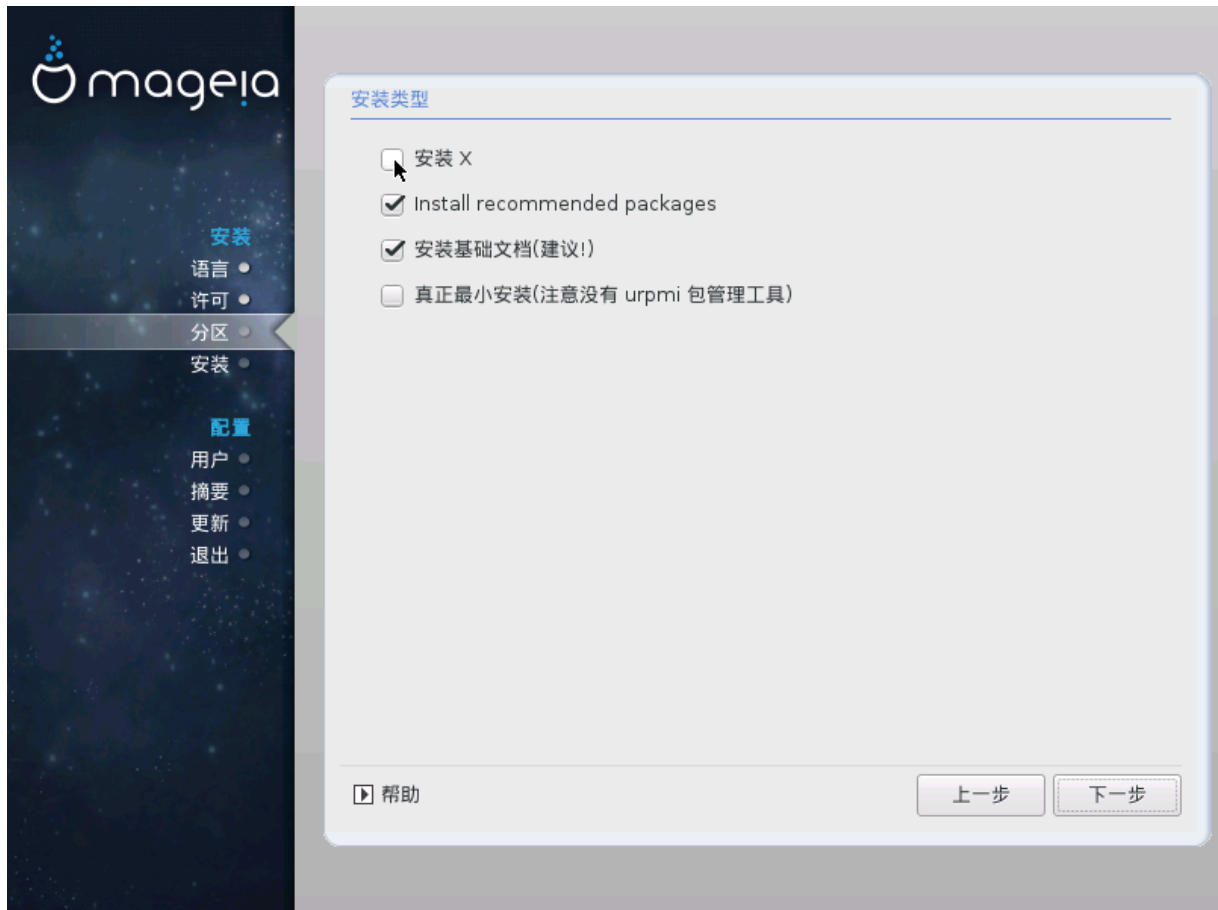 mageia
安装
语言
许可
分区
安装
配置
用户
摘要
更新
退出
安装类型
安装 X
Install recommended packages
安装基础文档(建议!)
真正最小安装(注意没有 urpmi 包管理工具)
帮助
上一步
下一步